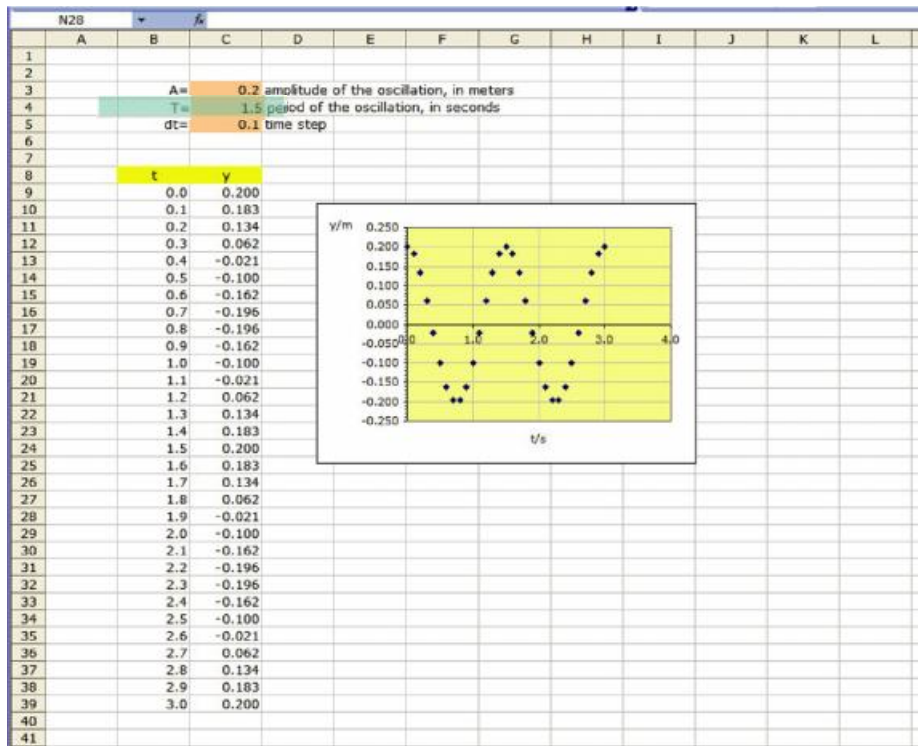 N28 fx
A B C D E F G H I J K L
1
2
3 A= 0.2 amplitude of the oscillation, in meters
4 T= 1.5 period of the oscillation, in seconds
5 dt= 0.1 time step
6
7
8 t y
9 0.0 0.200
10 0.1 0.183
11 0.2 0.134
12 0.3 0.062
13 0.4 -0.021
14 0.5 -0.100
15 0.6 -0.162
16 0.7 -0.196
17 0.8 -0.196
18 0.9 -0.162
19 1.0 -0.100
20 1.1 -0.021
21 1.2 0.062
22 1.3 0.134
23 1.4 0.183
24 1.5 0.200
25 1.6 0.183
26 1.7 0.134
27 1.8 0.062
28 1.9 -0.021
29 2.0 -0.100
30 2.1 -0.162
31 2.2 -0.196
32 2.3 -0.196
33 2.4 -0.162
34 2.5 -0.100
35 2.6 -0.021
36 2.7 0.062
37 2.8 0.134
38 2.9 0.183
39 3.0 0.200
40
41
y/m 0.250
0.200
0.150
0.100
0.050
0.000
-0.050 0.0 1.0 2.0 3.0 4.0
-0.100
-0.150
-0.200
-0.250
t/s